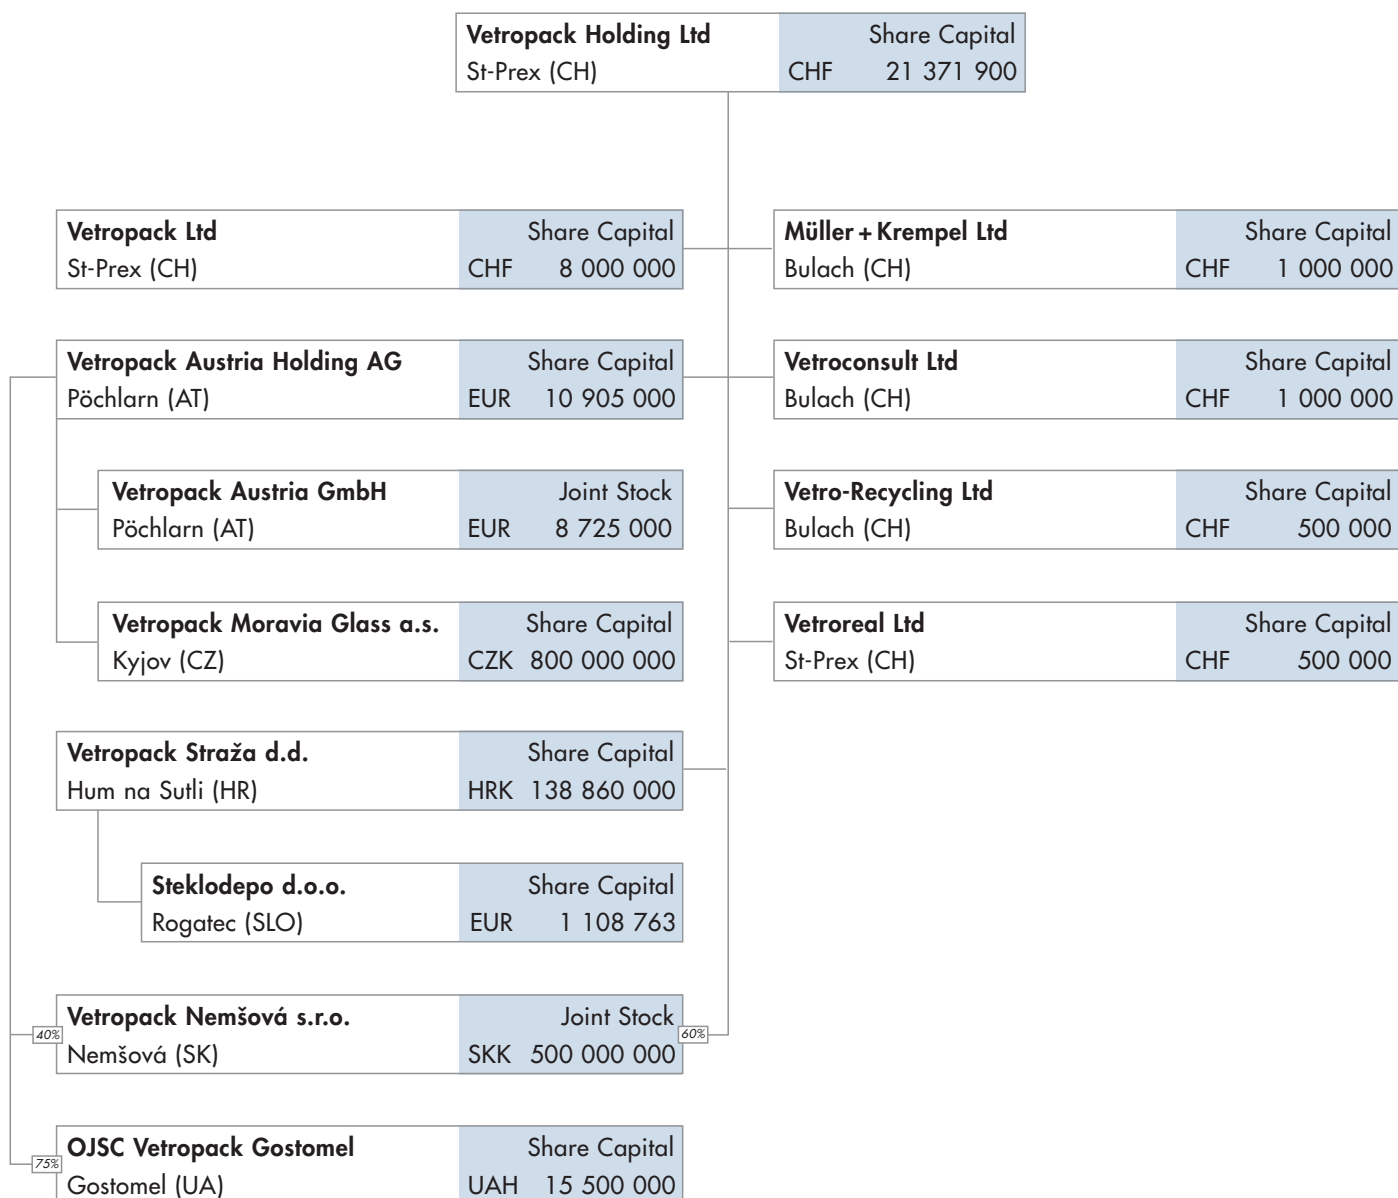 Vetropack Holding Ltd Share Capital
St-Prex (CH) CHF 21 371 900
Vetropack Ltd Share Capital
St-Prex (CH) CHF 8 000 000
Müller + Krempel Ltd Share Capital
Bulach (CH) CHF 1 000 000
Vetropack Austria Holding AG Share Capital
Pöchlarn (AT) EUR 10 905 000
Vetroconsult Ltd Share Capital
Bulach (CH) CHF 1 000 000
Vetropack Austria GmbH Joint Stock
Pöchlarn (AT) EUR 8 725 000
Vetro-Recycling Ltd Share Capital
Bulach (CH) CHF 500 000
Vetropack Moravia Glass a.s. Share Capital
Kyjov (CZ) CZK 800 000 000
Vetroreal Ltd Share Capital
St-Prex (CH) CHF 500 000
Vetropack Straža d.d. Share Capital
Hum na Sutli (HR) HRK 138 860 000
Steklodepo d.o.o. Share Capital
Rogatec (SLO) EUR 1 108 763
Vetropack Nemšová s.r.o. Joint Stock
40% 60%
Nemšová (SK) SKK 500 000 000
OJSC Vetropack Gostomel Share Capital
75%
Gostomel (UA) UAH 15 500 000